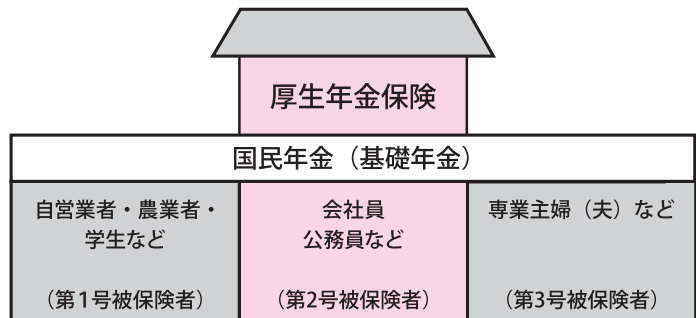 厚生年金保険
国民年金（基礎年金）
自営業者・農業者・
学生など
（第1号被保険者）
会社員
公務員など
（第2号被保険者）
専業主婦（夫）など
（第3号被保険者）